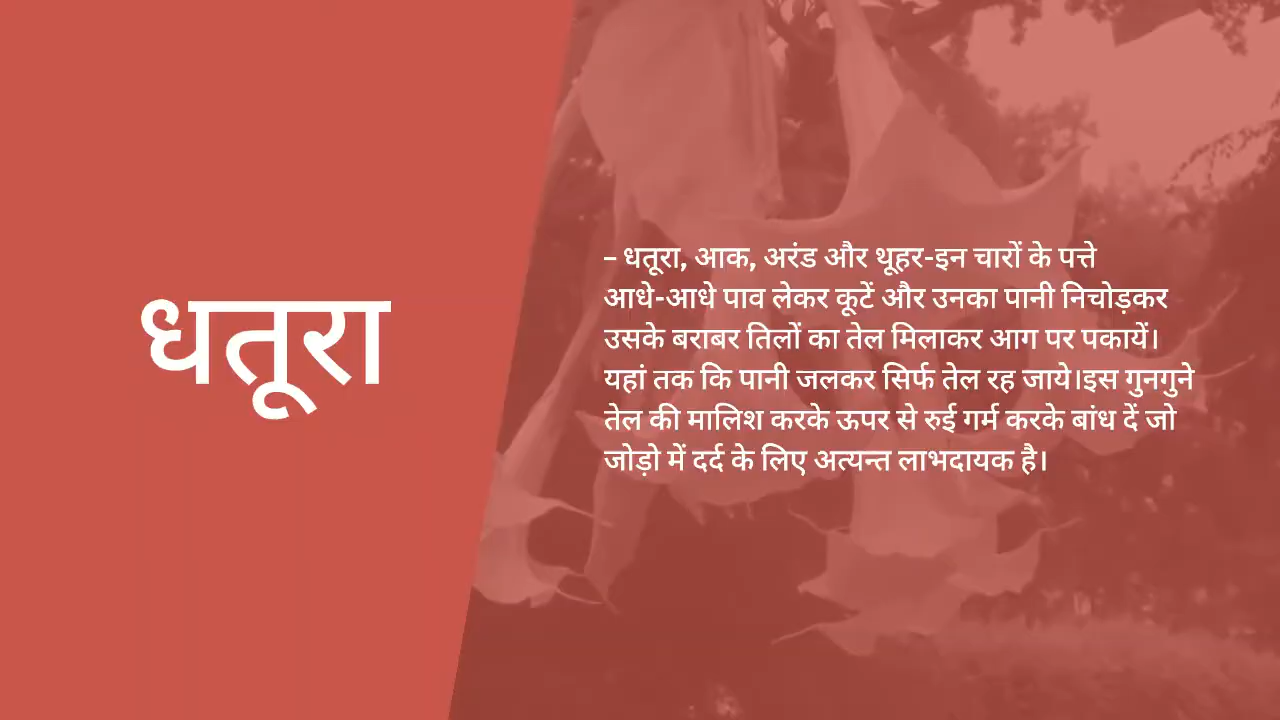 धतूरा
– धतूरा, आक, अरंड और थूहर-इन चारों के पत्ते
आधे-आधे पाव लेकर कूटें और उनका पानी निचोड़कर
उसके बराबर तिलों का तेल मिलाकर आग पर पकायें।
यहां तक कि पानी जलकर सिर्फ तेल रह जाये।इस गुनगुने
तेल की मालिश करके ऊपर से रुई गर्म करके बांध दें जो
जोड़ो में दर्द के लिए अत्यन्त लाभदायक है।